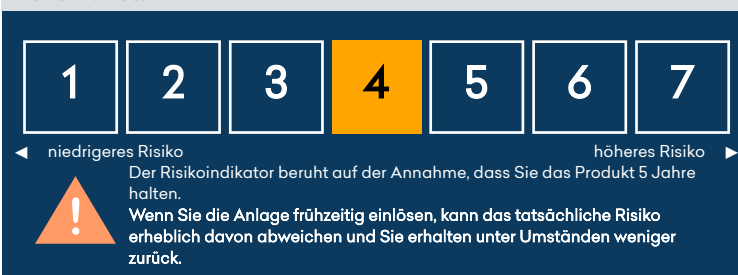 1 2 3 4 5 6 7
◄ niedrigeres Risiko höheres Risiko ►
Der Risikoindikator beruht auf der Annahme, dass Sie das Produkt 5 Jahre
halten.
Wenn Sie die Anlage frühzeitig einlösen, kann das tatsächliche Risiko
erheblich davon abweichen und Sie erhalten unter Umständen weniger
zurück.